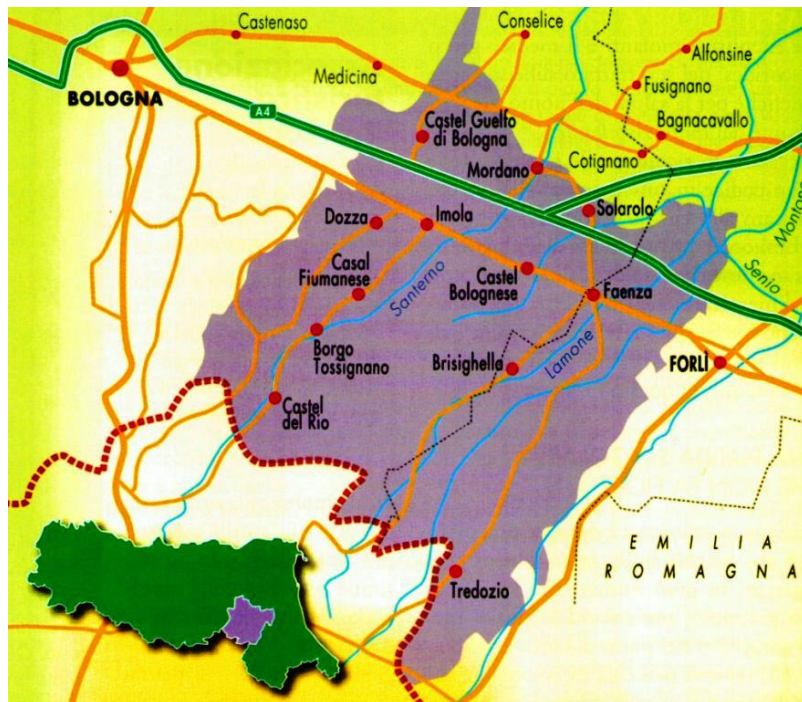 Castenaso
Conselice
Alfonsine
Medicina
Fusignano
BOLOGNA
A4
Castel Guelfo
di Bologna
Bagnacavallo
Cotignano
Mordano
Solarolo
Dozza
Imola
Monton
Senio
Casal
Fiumanese
Santerno
Castel
Bolognese
Faenza
Borgo
Tossignano
Brisighella
Lamone
FORLÌ
Castel
del Rio
EMILIA
ROMAGNA
Tredozio